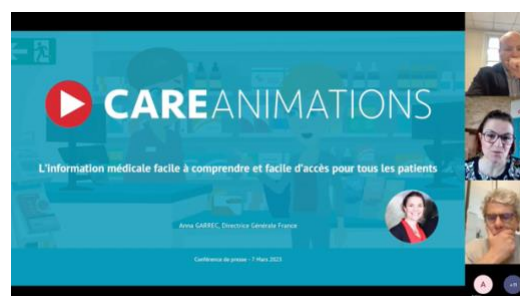 CAREANIMATIONS
L'information médicale facile à comprendre et facile d'accès pour tous les patients
Anna GARREC, Directrice Générale France
Conférence de presse - 7 Mars 2023
A